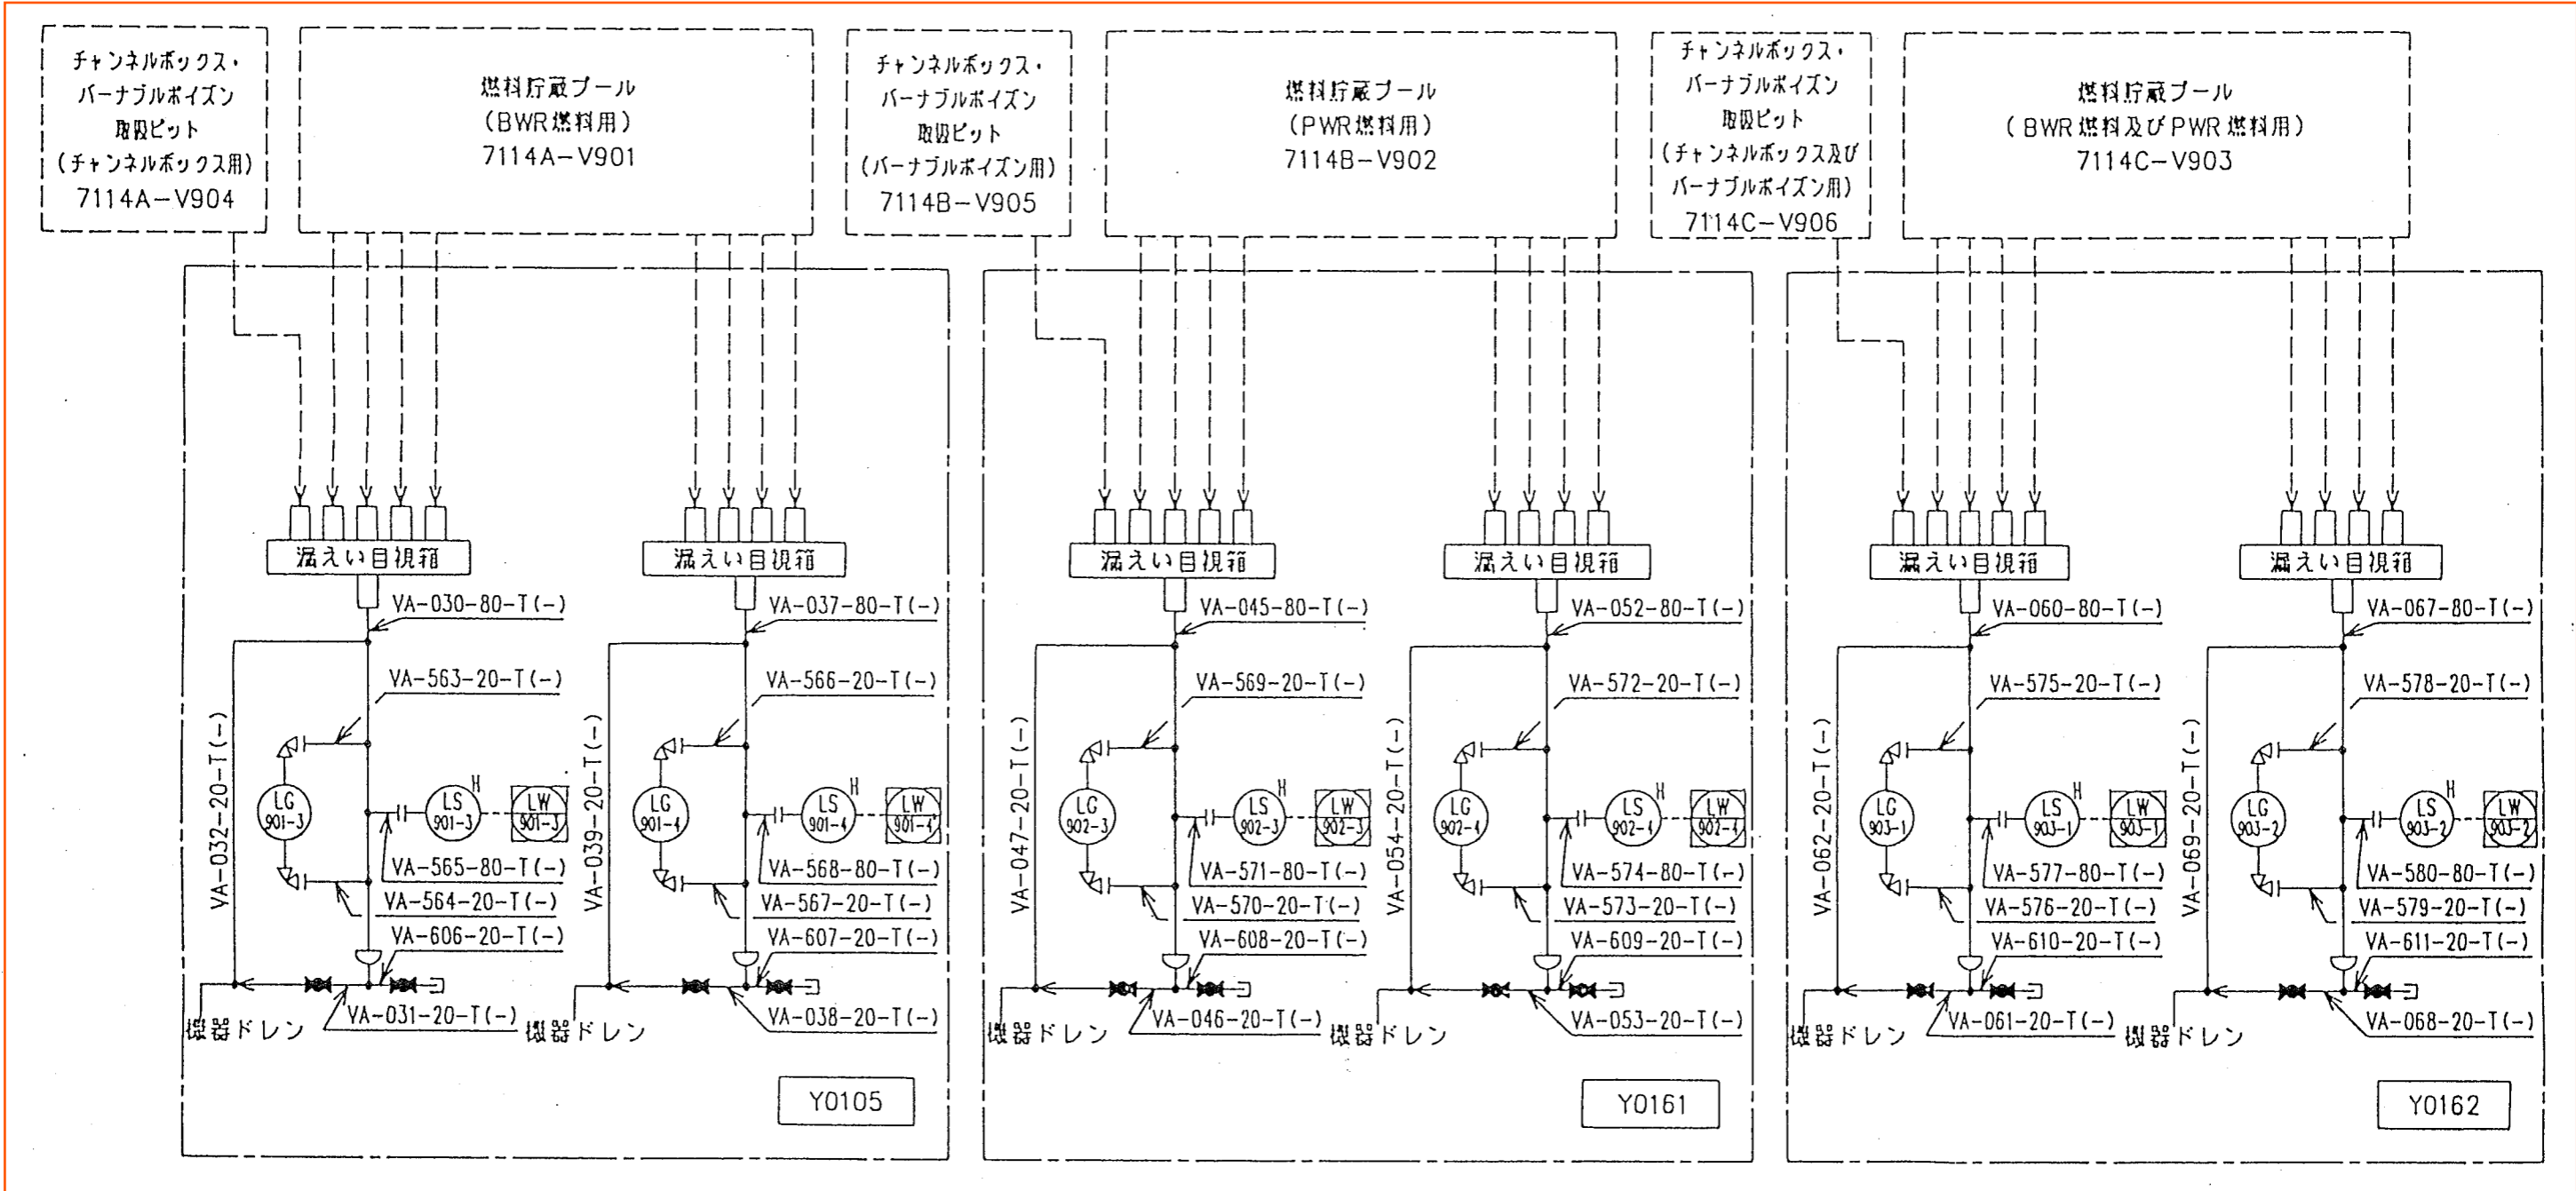 チャンネルボックス・
バーナブルポイズン
取扱ピット
(チャンネルボックス用)
7114A-V904
燃料貯蔵プール
(BWR燃料用)
7114A-V901
チャンネルボックス・
バーナブルポイズン
取扱ピット
(バーナブルポイズン用)
7114B-V905
燃料貯蔵プール
(PWR燃料用)
7114B-V902
チャンネルボックス・
バーナブルポイズン
取扱ピット
(チャンネルボックス及び
バーナブルポイズン用)
7114C-V906
燃料貯蔵プール
(BWR燃料及びPWR燃料用)
7114C-V903
漏えい目視箱
VA-030-80-T(-)
VA-563-20-T(-)
VA-032-20-T(-)
LG
901-3
LS
901-3
H
LW
901-3
VA-565-80-T(-)
VA-564-20-T(-)
VA-606-20-T(-)
VA-031-20-T(-)
機器ドレン
漏えい目視箱
VA-037-80-T(-)
VA-566-20-T(-)
VA-039-20-T(-)
LG
901-4
LS
901-4
H
LW
901-4
VA-568-80-T(-)
VA-567-20-T(-)
VA-607-20-T(-)
VA-038-20-T(-)
機器ドレン
Y0105
漏えい目視箱
VA-045-80-T(-)
VA-569-20-T(-)
VA-047-20-T(-)
LG
902-3
LS
902-3
H
LW
902-3
VA-571-80-T(-)
VA-570-20-T(-)
VA-608-20-T(-)
VA-046-20-T(-)
機器ドレン
漏えい目視箱
VA-052-80-T(-)
VA-572-20-T(-)
VA-054-20-T(-)
LG
902-4
LS
902-4
H
LW
902-4
VA-574-80-T(-)
VA-573-20-T(-)
VA-609-20-T(-)
VA-053-20-T(-)
機器ドレン
Y0161
漏えい目視箱
VA-060-80-T(-)
VA-575-20-T(-)
VA-062-20-T(-)
LG
903-1
LS
903-1
H
LW
903-1
VA-577-80-T(-)
VA-576-20-T(-)
VA-610-20-T(-)
VA-061-20-T(-)
機器ドレン
漏えい目視箱
VA-067-80-T(-)
VA-578-20-T(-)
VA-069-20-T(-)
LG
903-2
LS
903-2
H
LW
903-2
VA-580-80-T(-)
VA-579-20-T(-)
VA-611-20-T(-)
VA-068-20-T(-)
機器ドレン
Y0162